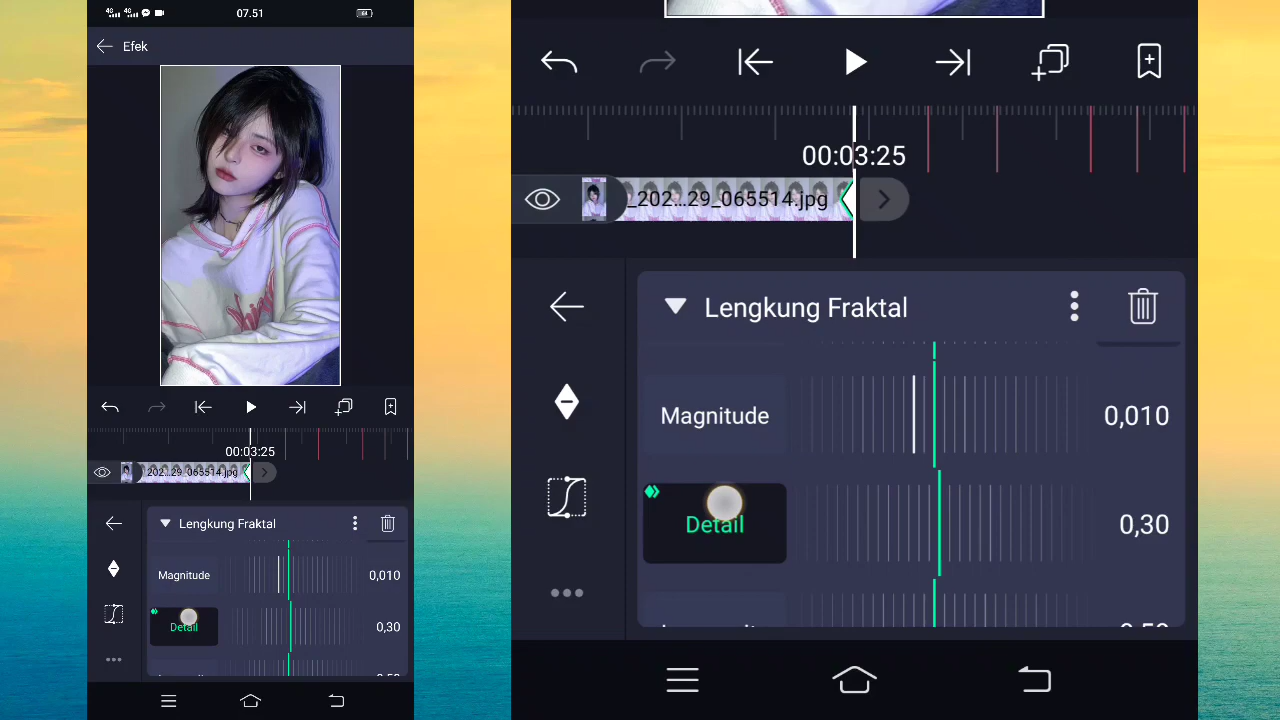 07.51
64
Efek
00:03:25
202...29_065514.jpg
Lengkung Fraktal
Magnitude
0,010
Detail
0,30
00:03:25
_202...29_065514.jpg
Lengkung Fraktal
Magnitude
0,010
Detail
0,30